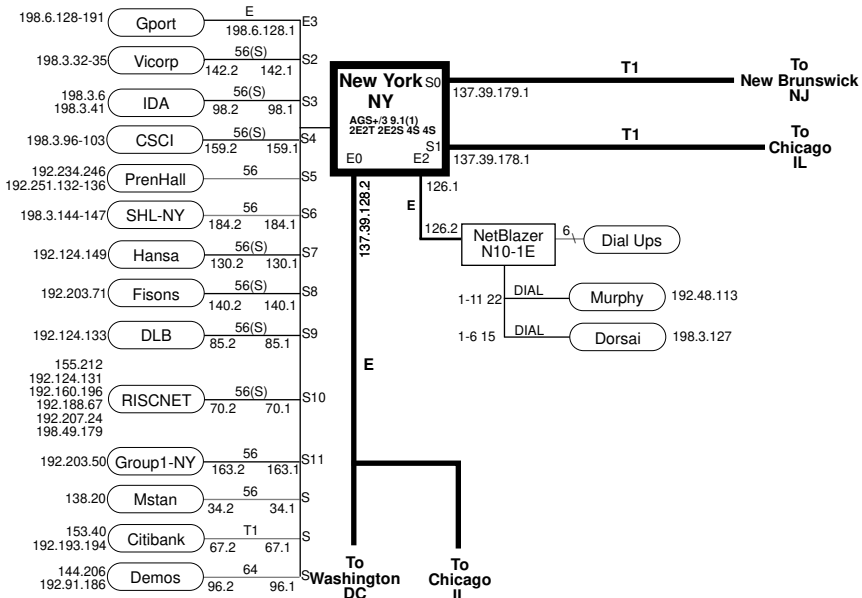 198.6.128-191 Gport E E3
198.6.128.1
198.3.32-35 Vicorp 56(S) S2
142.2 142.1
198.3.6
198.3.41
IDA 56(S) S3
98.2 98.1
198.3.96-103 CSCI 56(S) S4
159.2 159.1
192.234.246
192.251.132-136
PrenHall 56 S5
198.3.144-147 SHL-NY 56 S6
184.2 184.1
192.124.149 Hansa 56(S) S7
130.2 130.1
192.203.71 Fisons 56(S) S8
140.2 140.1
192.124.133 DLB 56(S) S9
85.2 85.1
155.212
192.124.131
192.160.196
192.188.67
192.207.24
198.49.179
RISCNET 56(S) S10
70.2 70.1
192.203.50 Group1-NY 56 S11
163.2 163.1
138.20 Mstan 56 S
34.2 34.1
153.40
192.193.194
Citibank T1 S
67.2 67.1
144.206
192.91.186
Demos 64 S
96.2 96.1
New York
NY
AGS+/3 9.1(1)
2E2T 2E2S 4S 4S
S0
S1
E0 E2
137.39.179.1
T1
To
New Brunswick
NJ
137.39.178.1
T1
To
Chicago
IL
137.39.128.2
126.1
E
126.2
NetBlazer
N10-1E
6 Dial Ups
1-11 22 DIAL Murphy 192.48.113
1-6 15 DIAL Dorsai 198.3.127
E
To
Washington
DC
To
Chicago
IL